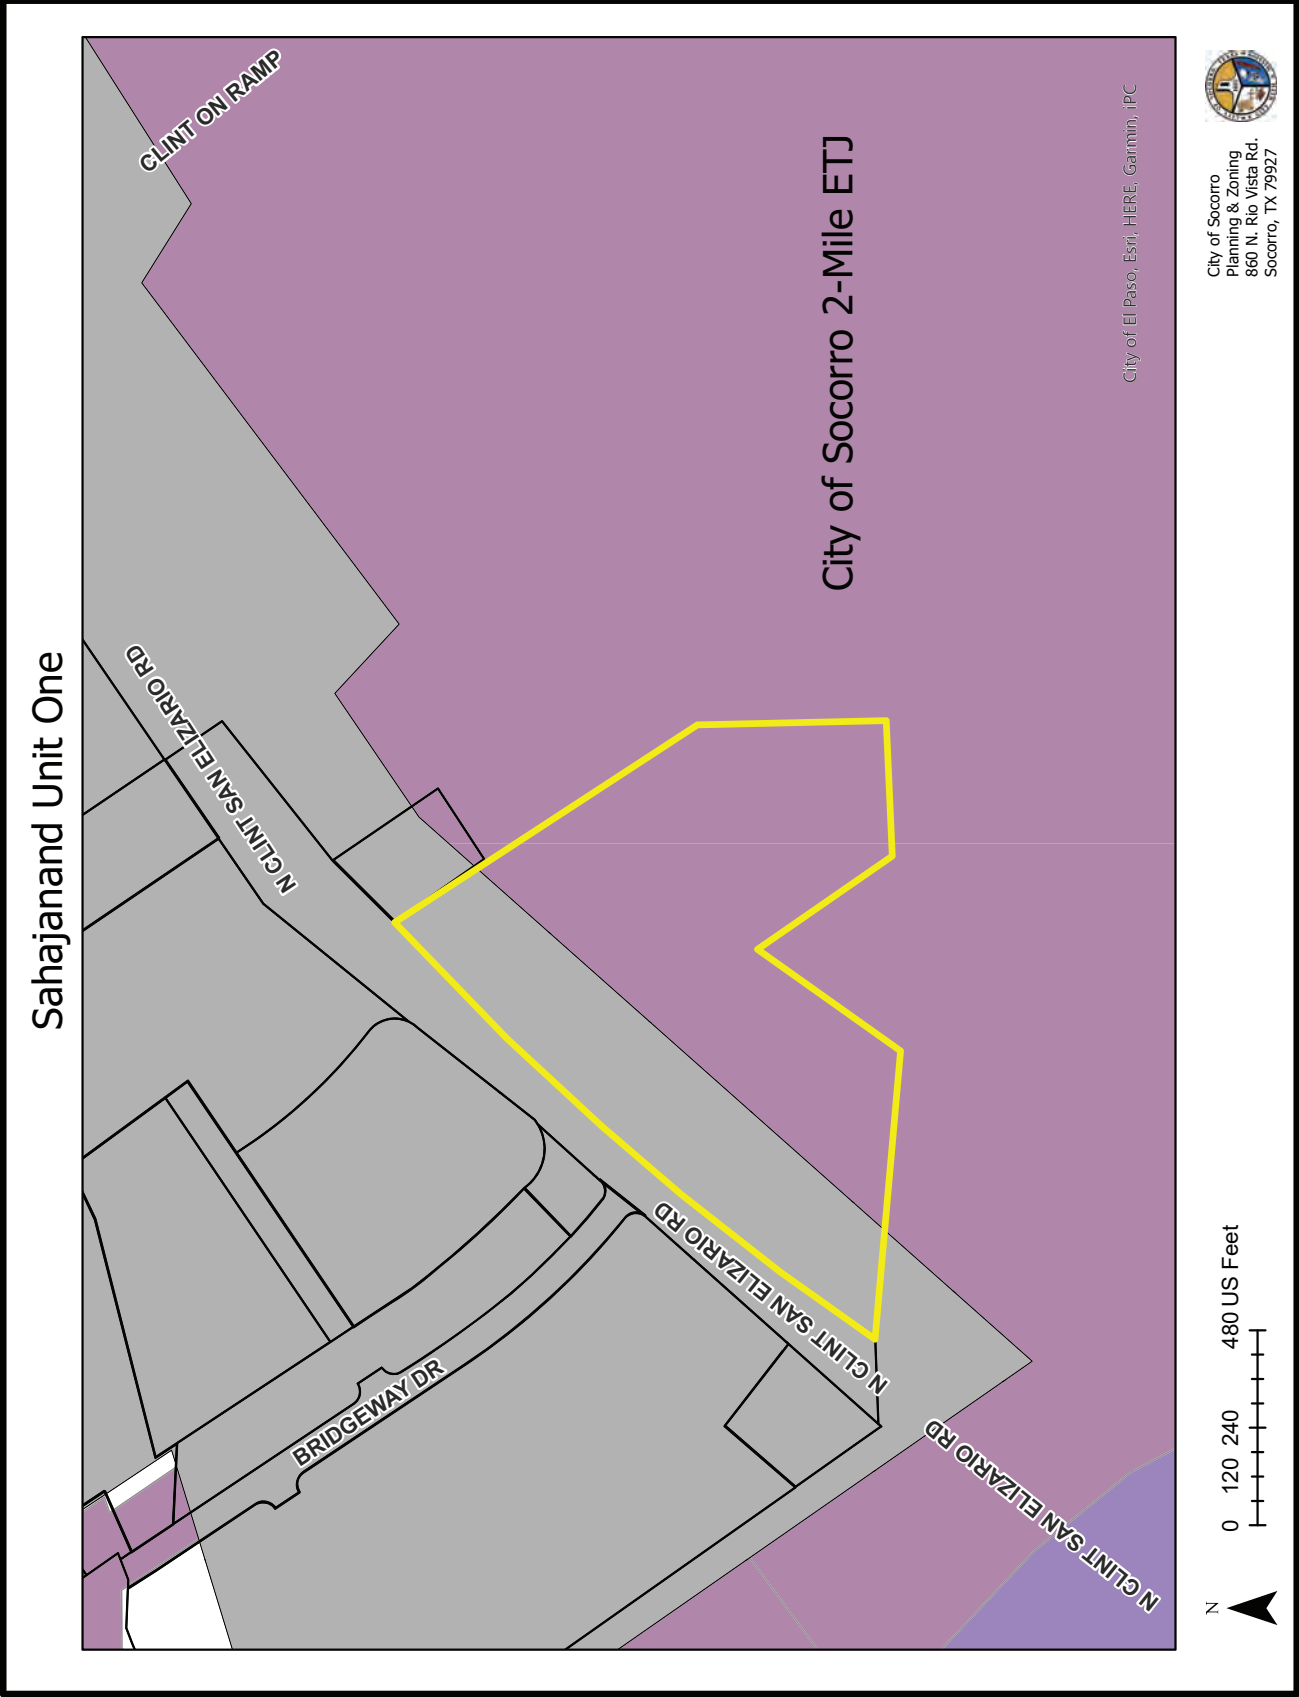 Sahajanand Unit One
CLINT ON RAMP
N CLINT SAN ELIZARIO RD
City of Socorro 2-Mile ETJ
N CLINT SAN ELIZARIO RD
BRIDGEWAY DR
N CLINT SAN ELIZARIO RD
City of El Paso, Esri, HERE, Garmin, iPC
N
0 120 240 480 US Feet
City of Socorro
Planning & Zoning
860 N. Rio Vista Rd.
Socorro, TX 79927